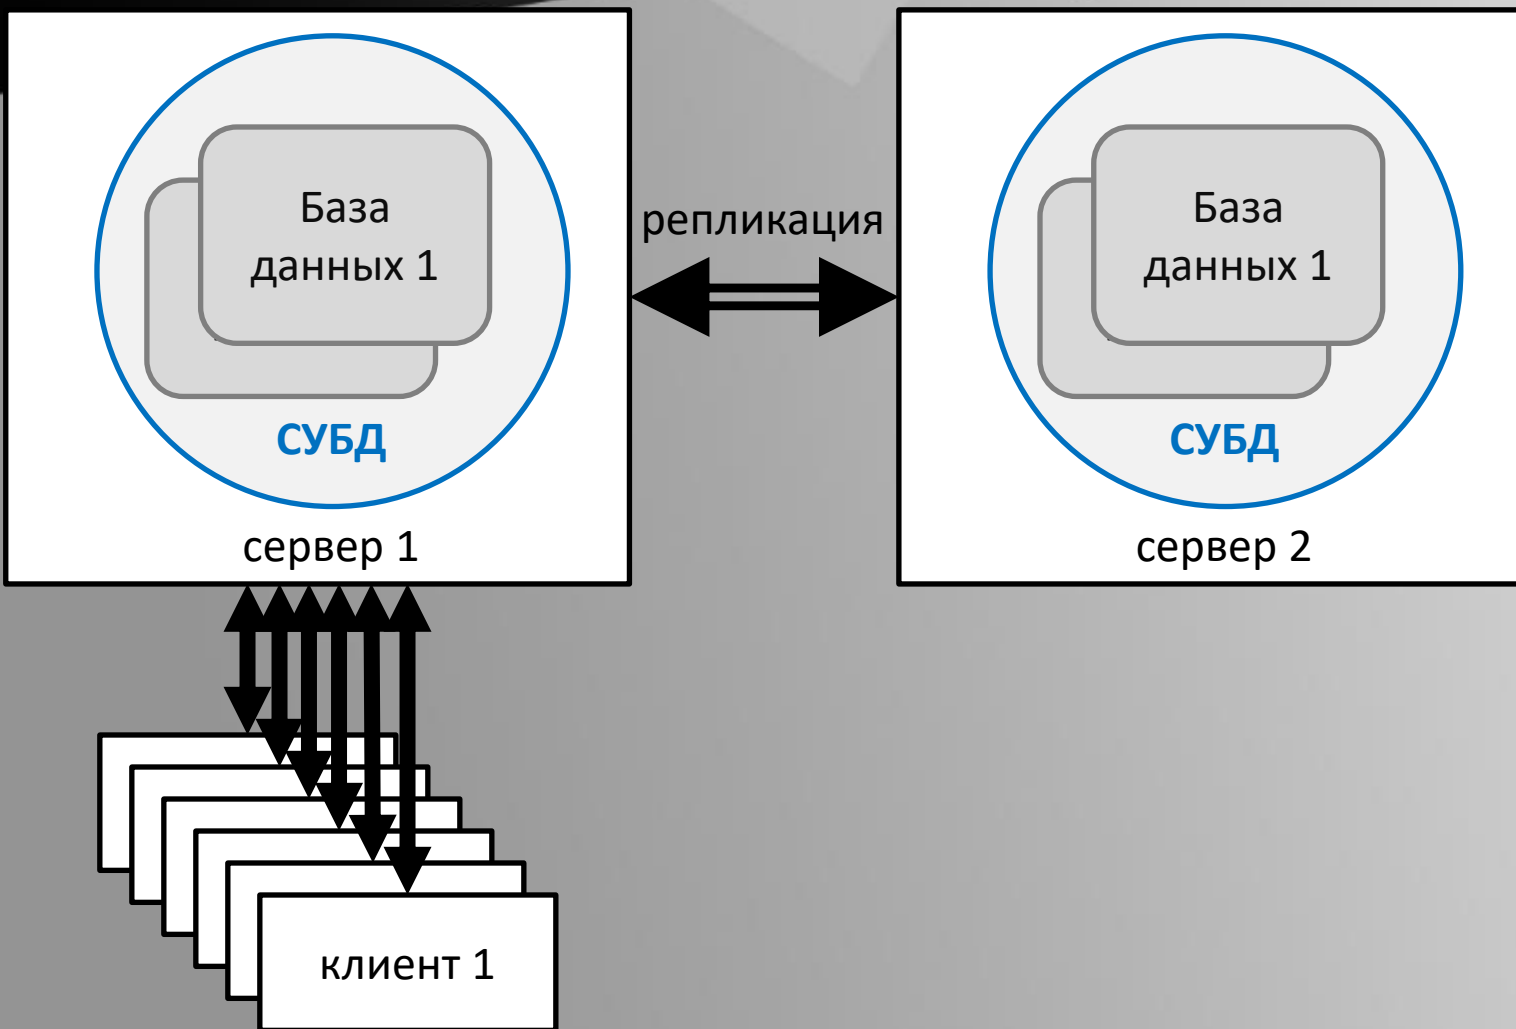 База
данных 1
СУБД
сервер 1
репликация
База
данных 1
СУБД
сервер 2
клиент 1